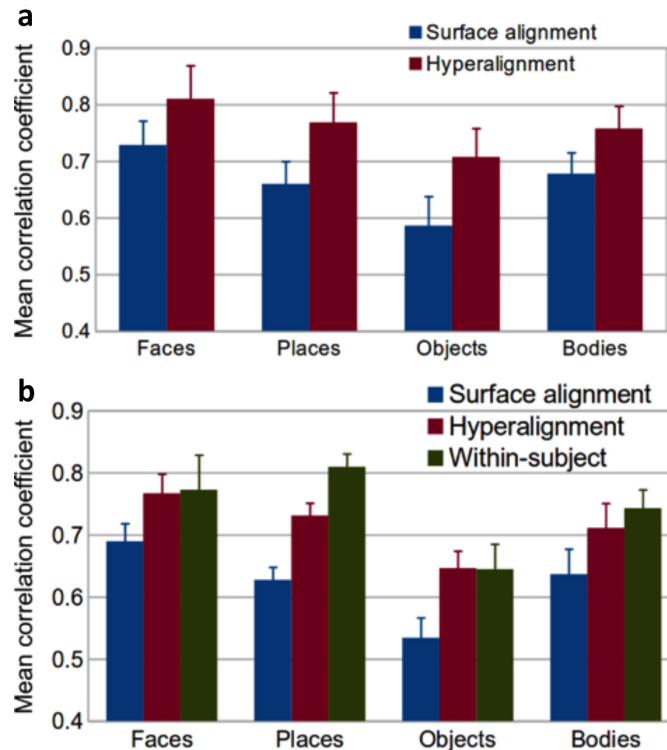 a
Surface alignment
Hyperalignment
Mean correlation coefficient
0.9
0.8
0.7
0.6
0.5
0.4
Faces Places Objects Bodies
b
Surface alignment
Hyperalignment
Within-subject
Mean correlation coefficient
0.9
0.8
0.7
0.6
0.5
0.4
Faces Places Objects Bodies